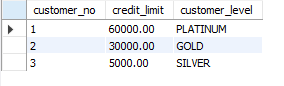 customer_no credit_limit customer_level
1 60000.00 PLATINUM
2 30000.00 GOLD
3 5000.00 SILVER